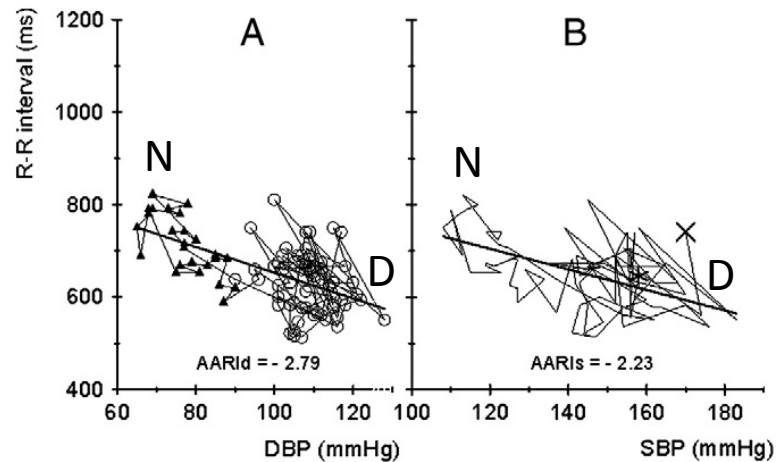 A
B
R-R interval (ms)
1200
1000
800
600
400
N
D
N
D
AARId = - 2.79
AARIs = - 2.23
60
80
100
120
100
120
140
160
180
DBP (mmHg)
SBP (mmHg)